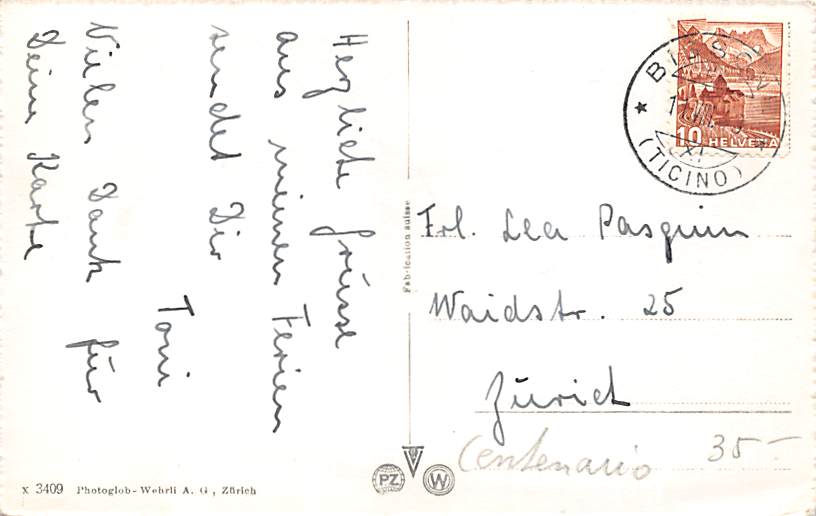 Herzliche Grüsse
aus meinen Ferien
sendet Dir
Toni
Vielen Dank für
Deine Karte
Frl. Lea Pasquin
Waidstr. 25
Zürich
Centenario 35-
10 HELVETIA
(TICINO)
Fabrication suisse
PZ
W
X 3409 Photoglob-Wehrli A. G., Zürich